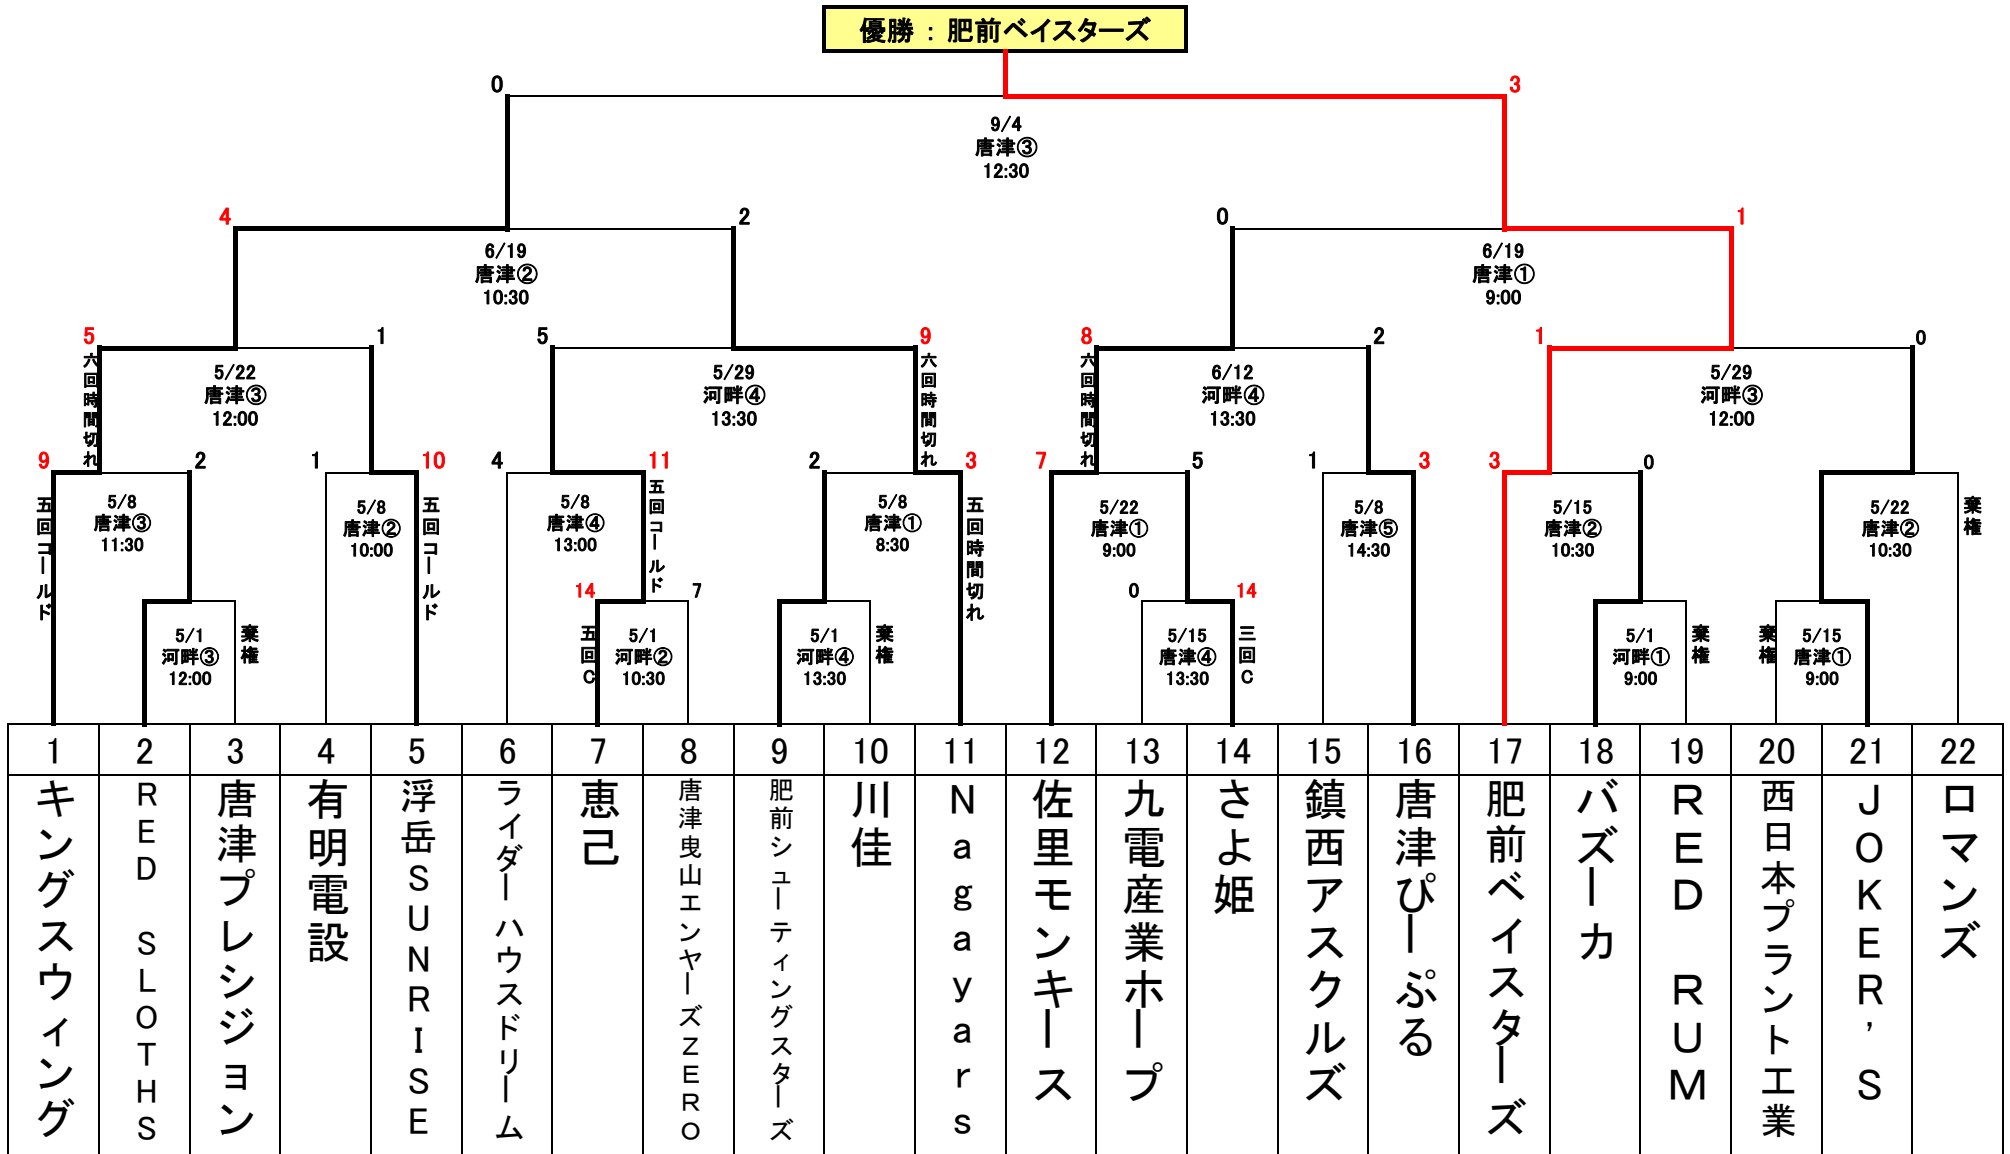 優勝 : 肥前ベイスターズ
0
3
9/4
唐津③
12:30
4
2
0
1
6/19
唐津②
10:30
6/19
唐津①
9:00
5
1
5
9
8
2
1
0
六回時間切れ
5/22
唐津③
12:00
5/29
河畔④
13:30
六回時間切れ
六回時間切れ
6/12
河畔④
13:30
5/29
河畔③
12:00
9
2
1
10
4
11
2
3
7
5
1
3
3
0
五回コールド
5/8
唐津③
11:30
5/8
唐津②
10:00
五回コールド
5/8
唐津④
13:00
五回コールド
5/8
唐津①
8:30
五回時間切れ
5/22
唐津①
9:00
5/8
唐津⑤
14:30
5/15
唐津②
10:30
5/22
唐津②
10:30
棄権
14
7
0
14
5/1
河畔③
12:00
棄権
五回C
5/1
河畔②
10:30
5/1
河畔④
13:30
棄権
5/15
唐津④
13:30
三回C
5/1
河畔①
9:00
棄権
棄権
5/15
唐津①
9:00
1
2
3
4
5
6
7
8
9
10
11
12
13
14
15
16
17
18
19
20
21
22
キングスウィング
RED SLOTHS
唐津プレシジョン
有明電設
浮岳SUNRISE
ライダーハウスドリーム
恵己
唐津曳山エンヤーズZERO
肥前シューティングスターズ
川佳
Nagayars
佐里モンキース
九電産業ホープ
さよ姫
鎮西アスクルズ
唐津ぴーぷる
肥前ベイスターズ
バズーカ
RED RUM
西日本プラント工業
JOKER'S
ロマンズ